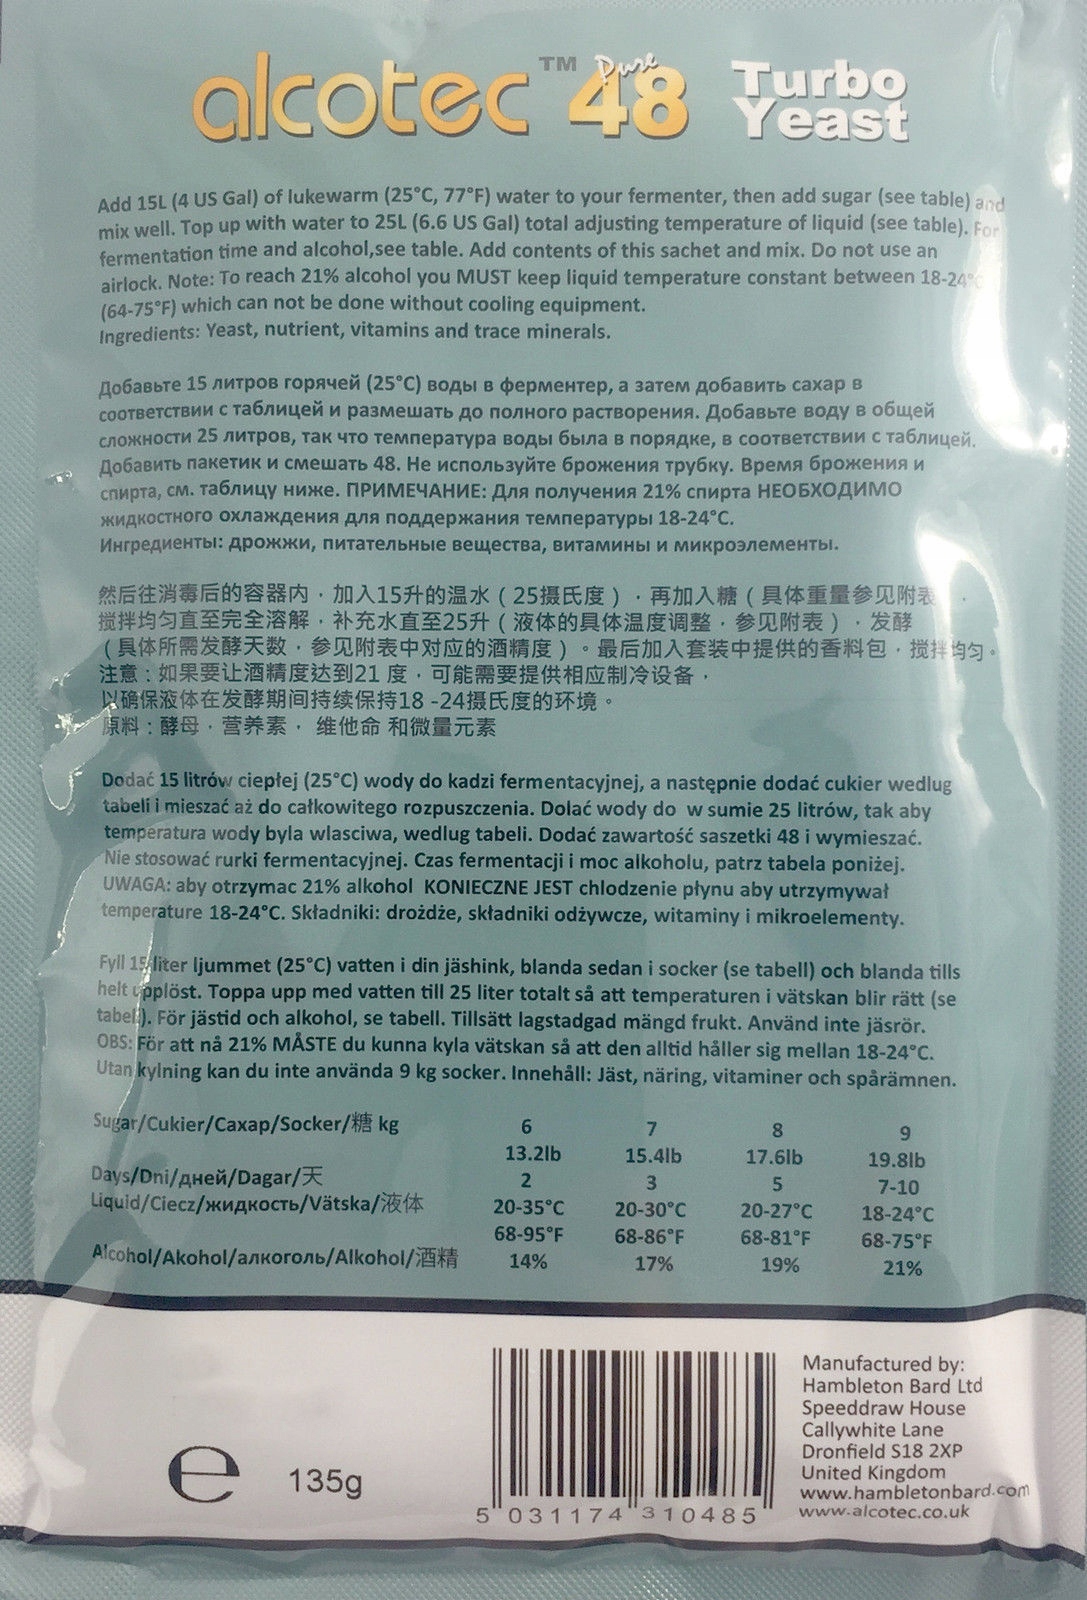 alcotec™ Pure 48 Turbo Yeast
Add 15L (4 US Gal) of lukewarm (25°C, 77°F) water to your fermenter, then add sugar (see table) and
mix well. Top up with water to 25L (6.6 US Gal) total adjusting temperature of liquid (see table). For
fermentation time and alcohol,see table. Add contents of this sachet and mix. Do not use an
airlock. Note: To reach 21% alcohol you MUST keep liquid temperature constant between 18-24°C
(64-75°F) which can not be done without cooling equipment.
Ingredients: Yeast, nutrient, vitamins and trace minerals.
Добавьте 15 литров горячей (25°C) воды в ферментер, а затем добавить сахар в
соответствии с таблицей и размешать до полного растворения. Добавьте воду в общей
сложности 25 литров, так что температура воды была в порядке, в соответствии с таблицей.
Добавить пакетик и смешать 48. Не используйте брожения трубку. Время брожения и
спирта, см. таблицу ниже. ПРИМЕЧАНИЕ: Для получения 21% спирта НЕОБХОДИМО
жидкостного охлаждения для поддержания температуры 18-24°C.
Ингредиенты: дрожжи, питательные вещества, витамины и микроэлементы.
然后往消毒后的容器内，加入15升的温水（25摄氏度），再加入糖（具体重量参见附表
搅拌均匀直至完全溶解，补充水直至25升（液体的具体温度调整，参见附表），发酵
（具体所需发酵天数，参见附表中对应的酒精度）。最后加入套装中提供的香料包，搅拌均匀。
注意：如果要让酒精度达到21 度，可能需要提供相应制冷设备，
以确保液体在发酵期间持续保持18 -24摄氏度的环境。
原料：酵母，营养素， 维他命 和微量元素
Dodać 15 litrów ciepłej (25°C) wody do kadzi fermentacyjnej, a następnie dodać cukier wedlug
tabeli i mieszać aż do całkowitego rozpuszczenia. Dolać wody do w sumie 25 litrów, tak aby
temperatura wody byla wlasciwa, wedlug tabeli. Dodać zawartość saszetki 48 i wymieszać.
Nie stosować rurki fermentacyjnej. Czas fermentacji i moc alkoholu, patrz tabela poniżej.
UWAGA: aby otrzymac 21% alkohol KONIECZNE JEST chlodzenie płynu aby utrzymywał
temperature 18-24°C. Składniki: drożdże, składniki odżywcze, witaminy i mikroelementy.
Fyll 15 liter ljummet (25°C) vatten i din jäshink, blanda sedan i socker (se tabell) och blanda tills
helt upplöst. Toppa upp med vatten till 25 liter totalt så att temperaturen i vätskan blir rätt (se
tabell). För jästid och alkohol, se tabell. Tillsätt lagstadgad mängd frukt. Använd inte jäsrör.
OBS: För att nå 21% MÅSTE du kunna kyla vätskan så att den alltid håller sig mellan 18-24°C.
Utan kylning kan du inte använda 9 kg socker. Innehåll: Jäst, näring, vitaminer och spårämnen.
Sugar/Cukier/Сахар/Socker/糖 kg 6 7 8 9
13.2lb 15.4lb 17.6lb 19.8lb
Days/Dni/дней/Dagar/天 2 3 5 7-10
Liquid/Ciecz/жидкость/Vätska/液体 20-35°C 20-30°C 20-27°C 18-24°C
68-95°F 68-86°F 68-81°F 68-75°F
Alcohol/Akohol/алкоголь/Alkohol/酒精 14% 17% 19% 21%
Manufactured by:
Hambleton Bard Ltd
Speeddraw House
Callywhite Lane
Dronfield S18 2XP
United Kingdom
www.hambletonbard.com
www.alcotec.co.uk
℮ 135g
5 031174 310485